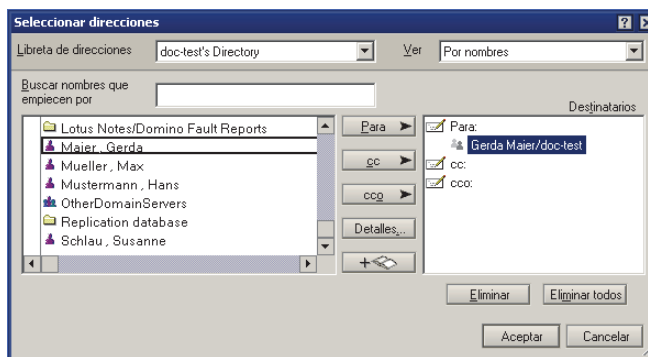 Seleccionar direcciones
Libreta de direcciones
doc-test's Directory
Ver
Por nombres
Buscar nombres que
empiecen por
Destinatarios
Lotus Notes/Domino Fault Reports
Maier , Gerda
Mueller , Max
Mustermann , Hans
OtherDomainServers
Replication database
Schlau , Susanne
Para
cc
cco
Detalles...
+
Para:
Gerda Maier/doc-test
cc:
cco:
Eliminar
Eliminar todos
Aceptar
Cancelar